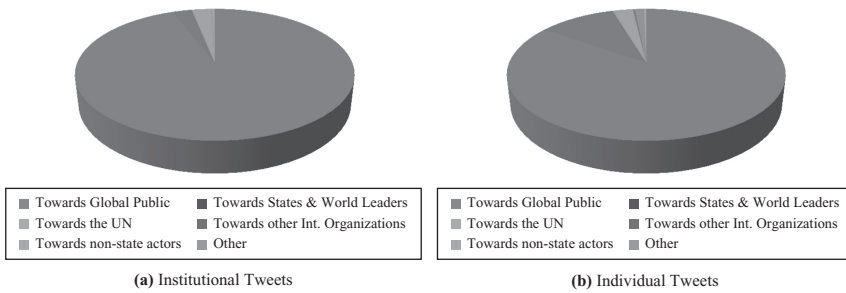 Towards Global Public
Towards States & World Leaders
Towards the UN
Towards other Int. Organizations
Towards non-state actors
Other
(a) Institutional Tweets
Towards Global Public
Towards States & World Leaders
Towards the UN
Towards other Int. Organizations
Towards non-state actors
Other
(b) Individual Tweets